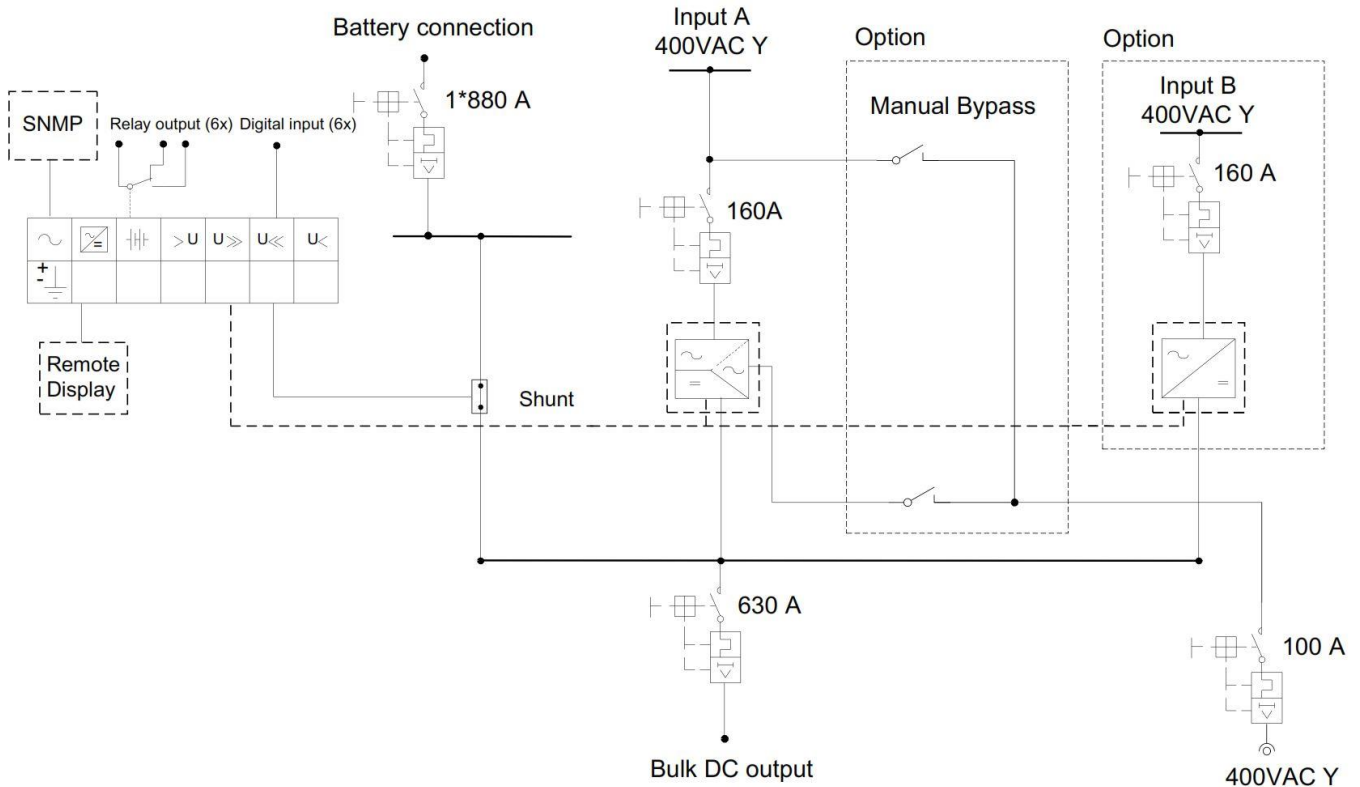 Battery connection
Input A
400VAC Y
Option
Option
SNMP
Relay output (6x)
Digital input (6x)
1*880 A
Manual Bypass
Input B
400VAC Y
160A
160 A
>U
U>>
U<<
U<
+
-
Remote
Display
Shunt
630 A
100 A
Bulk DC output
400VAC Y